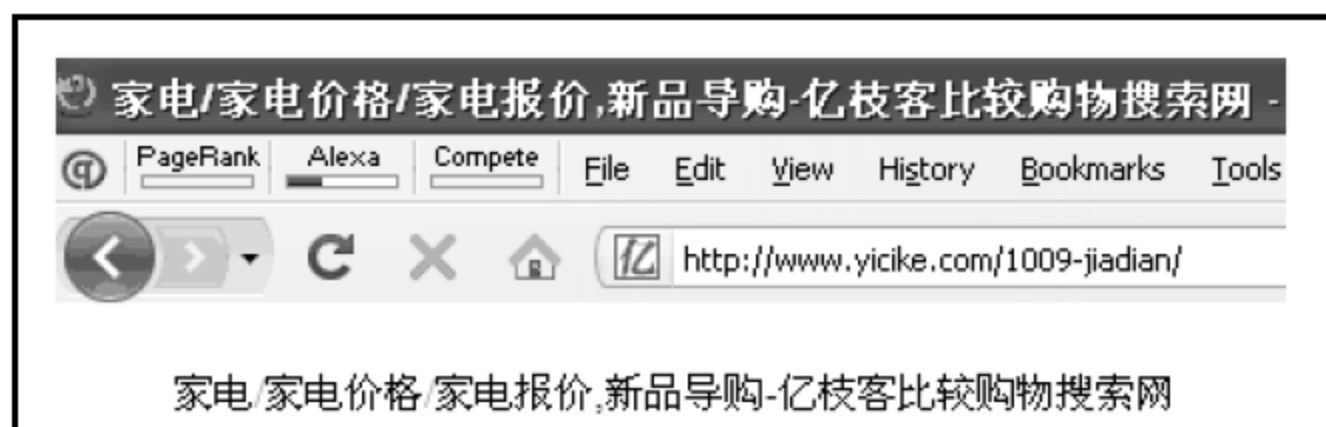 家电/家电价格/家电报价,新品导购-亿枝客比较购物搜索网 -
PageRank Alexa Compete File Edit View History Bookmarks Tools
亿 http://www.yicike.com/1009-jiadian/
家电/家电价格/家电报价,新品导购-亿枝客比较购物搜索网